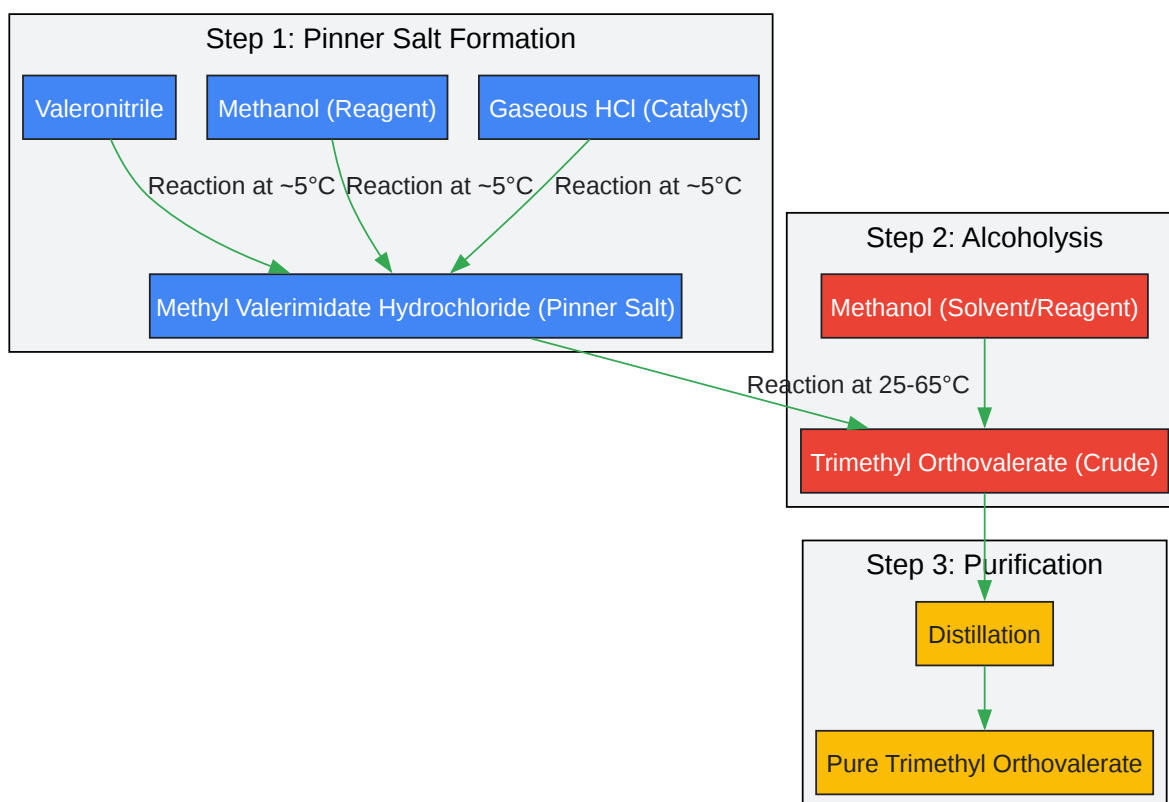 Step 1: Pinner Salt Formation
Valeronitrile
Methanol (Reagent)
Gaseous HCl (Catalyst)
Reaction at ~5°C
Reaction at ~5°C
Reaction at ~5°C
Methyl Valerimidate Hydrochloride (Pinner Salt)
Step 2: Alcoholysis
Methanol (Solvent/Reagent)
Reaction at 25-65°C
Trimethyl Orthovalerate (Crude)
Step 3: Purification
Distillation
Pure Trimethyl Orthovalerate